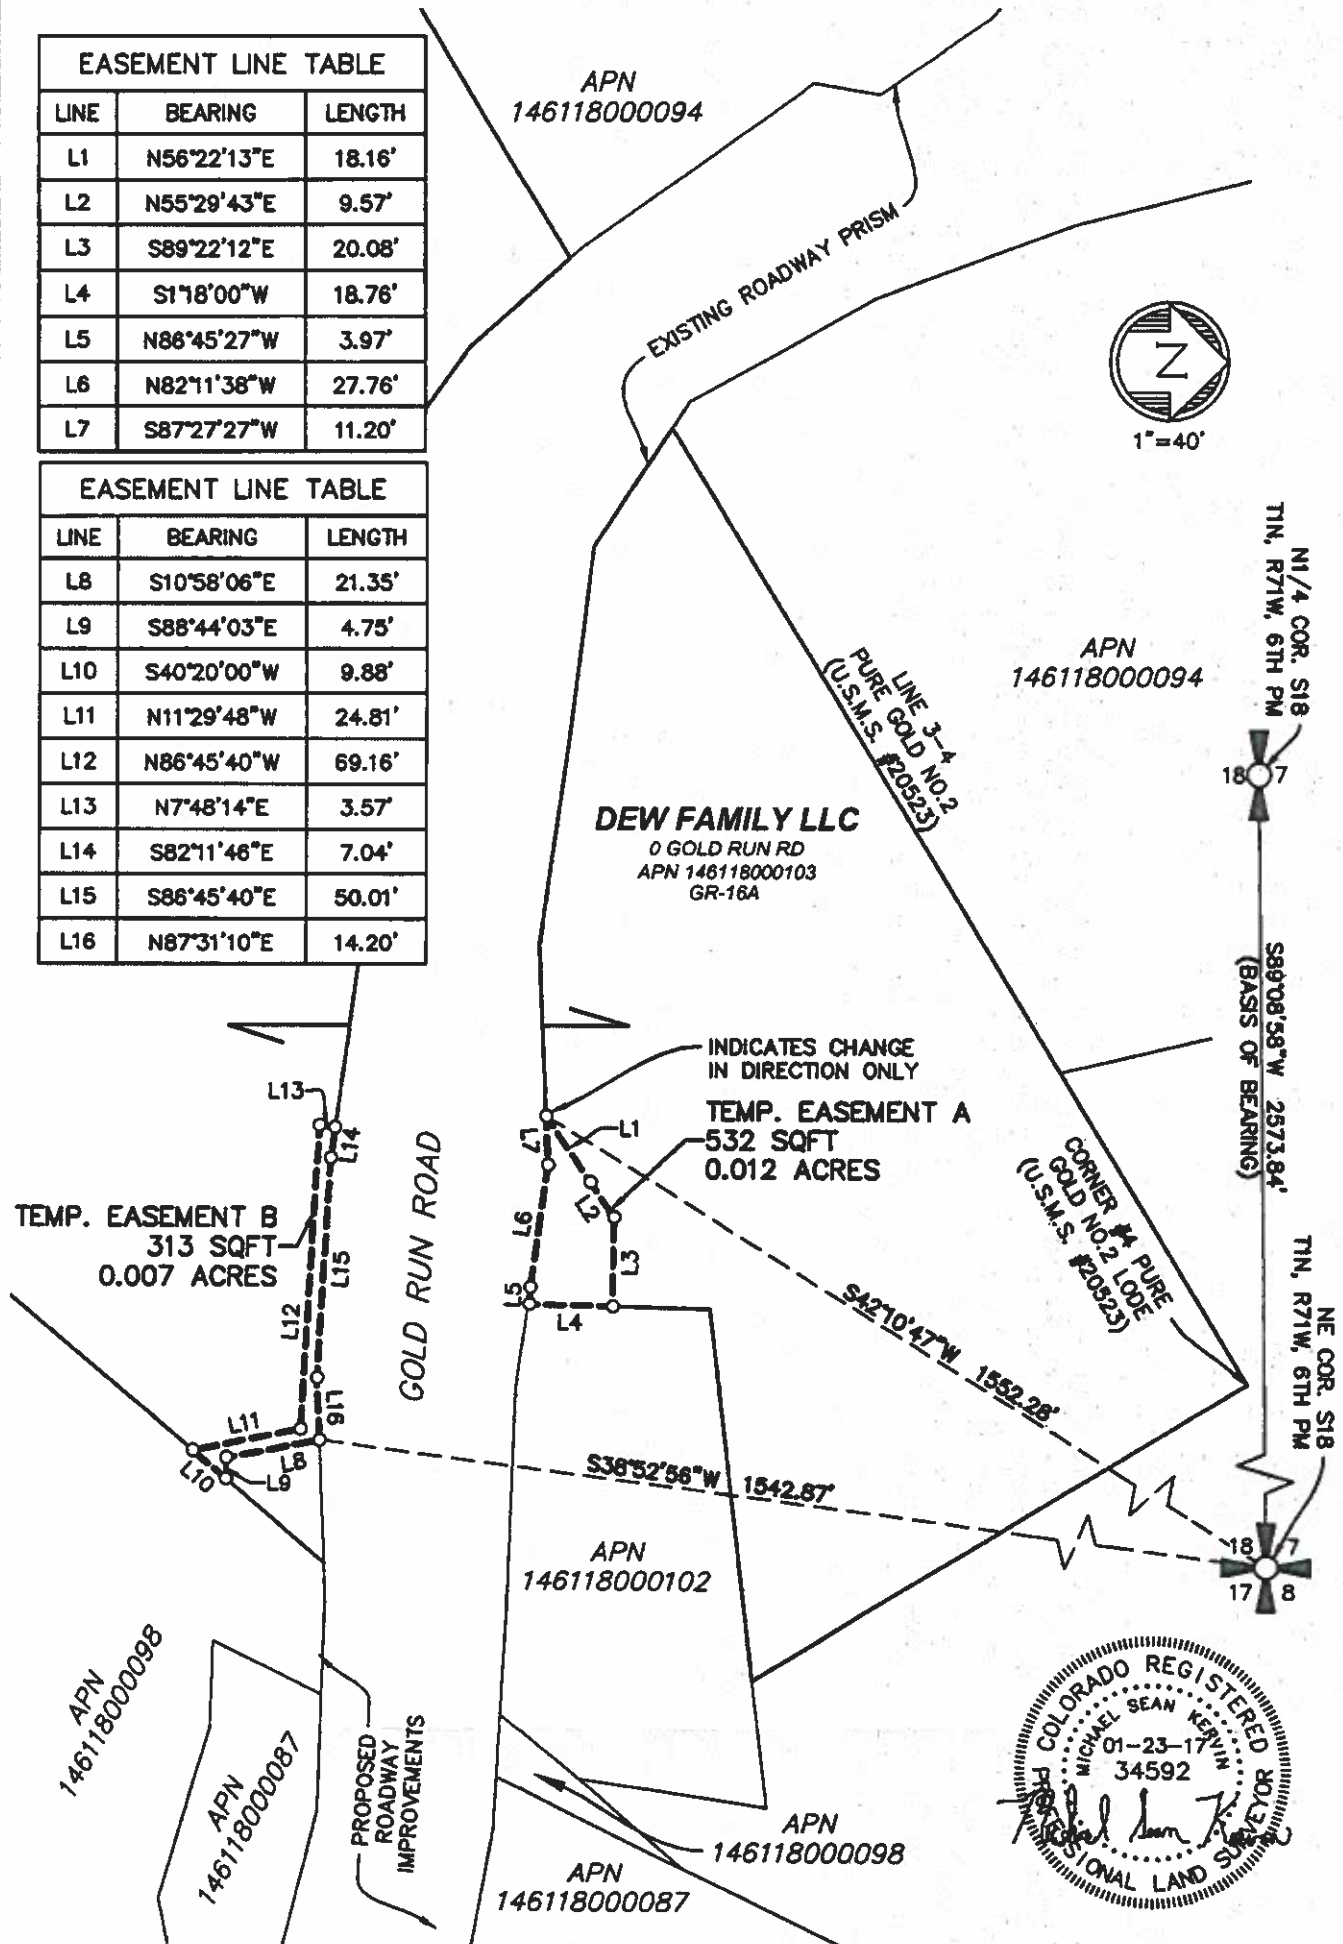 EASEMENT LINE TABLE
LINE BEARING LENGTH
L1 N56°22'13"E 18.16'
L2 N55°29'43"E 9.57'
L3 S89°22'12"E 20.08'
L4 S1°18'00"W 18.76'
L5 N86°45'27"W 3.97'
L6 N82°11'38"W 27.76'
L7 S87°27'27"W 11.20'
EASEMENT LINE TABLE
LINE BEARING LENGTH
L8 S10°58'06"E 21.35'
L9 S88°44'03"E 4.75'
L10 S40°20'00"W 9.88'
L11 N11°29'48"W 24.81'
L12 N86°45'40"W 69.16'
L13 N7°48'14"E 3.57'
L14 S82°11'46"E 7.04'
L15 S86°45'40"E 50.01'
L16 N87°31'10"E 14.20'
APN
146118000094
EXISTING ROADWAY PRISM
N
1"=40'
N1/4 COR. S18
T1N, R71W, 6TH PM
18 7
APN
146118000094
LINE 3-4
PURE GOLD NO.2
(U.S.M.S. #20523)
DEW FAMILY LLC
0 GOLD RUN RD
APN 146118000103
GR-16A
S89°08'58"W 2573.84'
(BASIS OF BEARING)
INDICATES CHANGE
IN DIRECTION ONLY
TEMP. EASEMENT A
532 SQFT
0.012 ACRES
L13
L14
L7
L1
L2
L6
L3
L5
L4
GOLD RUN ROAD
TEMP. EASEMENT B
313 SQFT
0.007 ACRES
L15
L12
L16
L11
L8
L10
L9
CORNER #4 PURE
GOLD NO.2 LODE
(U.S.M.S. #20523)
NE COR. S18
T1N, R71W, 6TH PM
S42°10'47"W 1552.28'
S38°52'56"W 1542.87'
18 7
17 8
APN
146118000102
APN
146118000098
APN
146118000087
PROPOSED
ROADWAY
IMPROVEMENTS
APN
146118000098
APN
146118000087
COLORADO REGISTERED
MICHAEL SEAN KERVIN
01-23-17
34592
PROFESSIONAL LAND SURVEYOR
Michael Sean Kervin